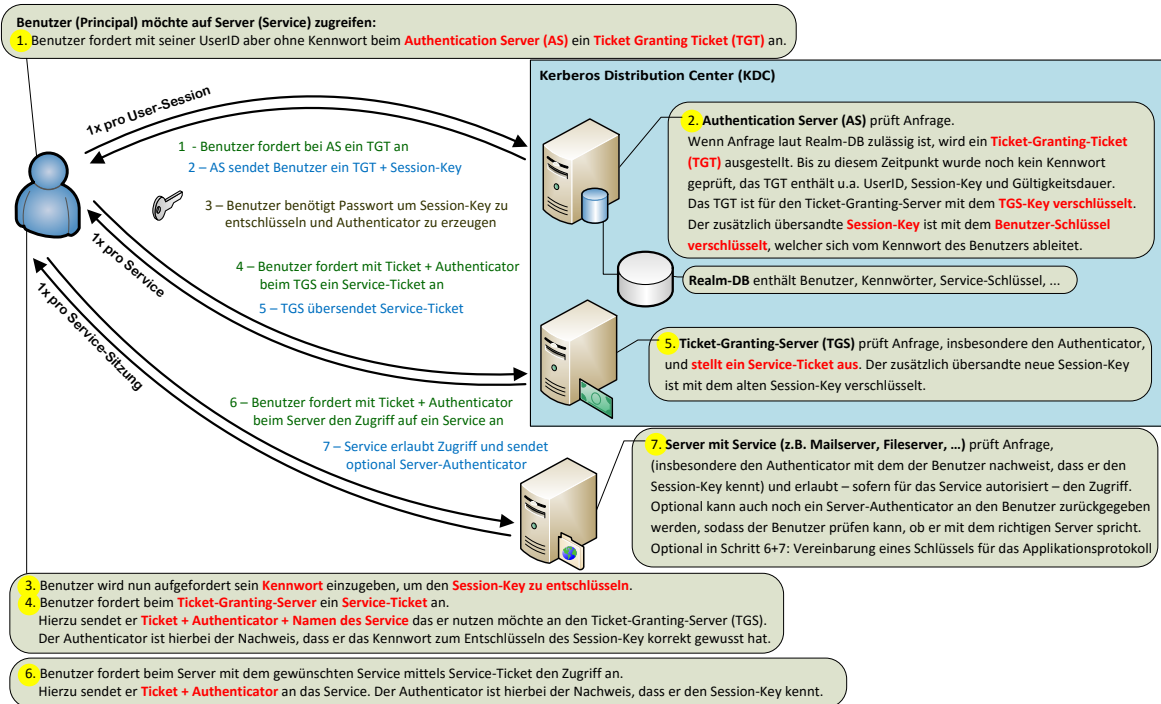 Benutzer (Principal) möchte auf Server (Service) zugreifen:
1. Benutzer fordert mit seiner UserID aber ohne Kennwort beim Authentication Server (AS) ein Ticket Granting Ticket (TGT) an.
Kerberos Distribution Center (KDC)
1x pro User-Session
1 - Benutzer fordert bei AS ein TGT an
2 – AS sendet Benutzer ein TGT + Session-Key
3 – Benutzer benötigt Passwort um Session-Key zu
entschlüsseln und Authenticator zu erzeugen
2. Authentication Server (AS) prüft Anfrage.
Wenn Anfrage laut Realm-DB zulässig ist, wird ein Ticket-Granting-Ticket
(TGT) ausgestellt. Bis zu diesem Zeitpunkt wurde noch kein Kennwort
geprüft, das TGT enthält u.a. UserID, Session-Key und Gültigkeitsdauer.
Das TGT ist für den Ticket-Granting-Server mit dem TGS-Key verschlüsselt.
Der zusätzlich übersandte Session-Key ist mit dem Benutzer-Schlüssel
verschlüsselt, welcher sich vom Kennwort des Benutzers ableitet.
Realm-DB enthält Benutzer, Kennwörter, Service-Schlüssel, ...
1x pro Service
4 – Benutzer fordert mit Ticket + Authenticator
beim TGS ein Service-Ticket an
5 – TGS übersendet Service-Ticket
5. Ticket-Granting-Server (TGS) prüft Anfrage, insbesondere den Authenticator,
und stellt ein Service-Ticket aus. Der zusätzlich übersandte neue Session-Key
ist mit dem alten Session-Key verschlüsselt.
1x pro Service-Sitzung
6 – Benutzer fordert mit Ticket + Authenticator
beim Server den Zugriff auf ein Service an
7 – Service erlaubt Zugriff und sendet
optional Server-Authenticator
7. Server mit Service (z.B. Mailserver, Fileserver, …) prüft Anfrage,
(insbesondere den Authenticator mit dem der Benutzer nachweist, dass er den
Session-Key kennt) und erlaubt – sofern für das Service autorisiert – den Zugriff.
Optional kann auch noch ein Server-Authenticator an den Benutzer zurückgegeben
werden, sodass der Benutzer prüfen kann, ob er mit dem richtigen Server spricht.
Optional in Schritt 6+7: Vereinbarung eines Schlüssels für das Applikationsprotokoll
3. Benutzer wird nun aufgefordert sein Kennwort einzugeben, um den Session-Key zu entschlüsseln.
4. Benutzer fordert beim Ticket-Granting-Server ein Service-Ticket an.
Hierzu sendet er Ticket + Authenticator + Namen des Service das er nutzen möchte an den Ticket-Granting-Server (TGS).
Der Authenticator ist hierbei der Nachweis, dass er das Kennwort zum Entschlüsseln des Session-Key korrekt gewusst hat.
6. Benutzer fordert beim Server mit dem gewünschten Service mittels Service-Ticket den Zugriff an.
Hierzu sendet er Ticket + Authenticator an das Service. Der Authenticator ist hierbei der Nachweis, dass er den Session-Key kennt.